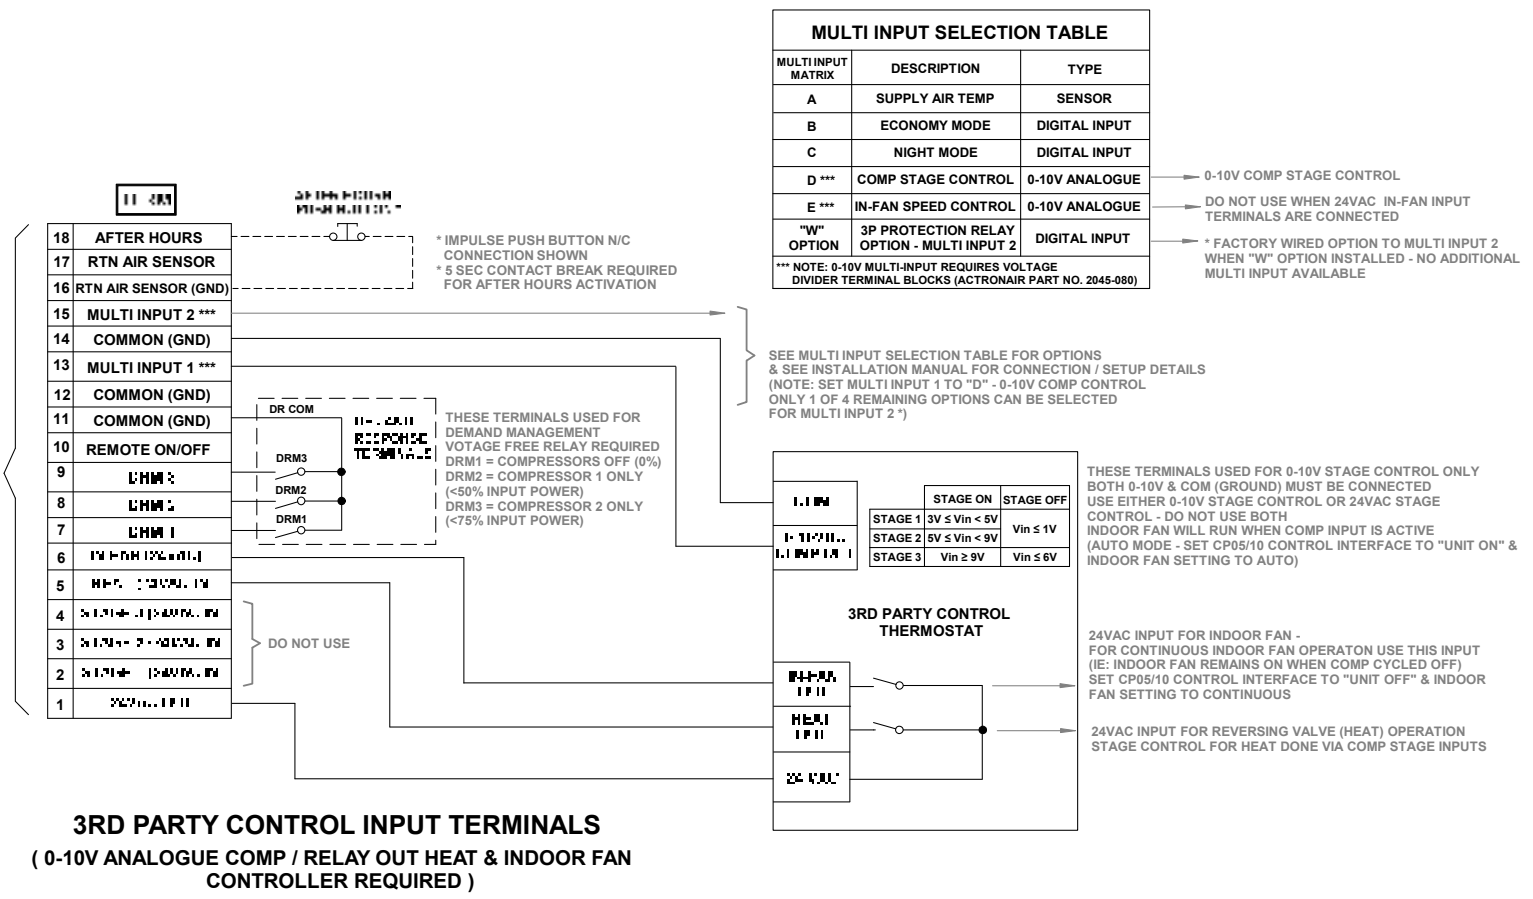 MULTI INPUT SELECTION TABLE
MULTI INPUT MATRIX DESCRIPTION TYPE
A SUPPLY AIR TEMP SENSOR
B ECONOMY MODE DIGITAL INPUT
C NIGHT MODE DIGITAL INPUT
D *** COMP STAGE CONTROL 0-10V ANALOGUE
E *** IN-FAN SPEED CONTROL 0-10V ANALOGUE
"W" OPTION 3P PROTECTION RELAY OPTION - MULTI INPUT 2 DIGITAL INPUT
*** NOTE: 0-10V MULTI-INPUT REQUIRES VOLTAGE
DIVIDER TERMINAL BLOCKS (ACTRONAIR PART NO. 2045-080)
0-10V COMP STAGE CONTROL
DO NOT USE WHEN 24VAC IN-FAN INPUT
TERMINALS ARE CONNECTED
* FACTORY WIRED OPTION TO MULTI INPUT 2
WHEN "W" OPTION INSTALLED - NO ADDITIONAL
MULTI INPUT AVAILABLE
18 AFTER HOURS
17 RTN AIR SENSOR
16 RTN AIR SENSOR (GND)
15 MULTI INPUT 2 ***
14 COMMON (GND)
13 MULTI INPUT 1 ***
12 COMMON (GND)
11 COMMON (GND)
10 REMOTE ON/OFF
9
8
7
6
5
4
3
2
1
* IMPULSE PUSH BUTTON N/C
CONNECTION SHOWN
* 5 SEC CONTACT BREAK REQUIRED
FOR AFTER HOURS ACTIVATION
SEE MULTI INPUT SELECTION TABLE FOR OPTIONS
& SEE INSTALLATION MANUAL FOR CONNECTION / SETUP DETAILS
(NOTE: SET MULTI INPUT 1 TO "D" - 0-10V COMP CONTROL
ONLY 1 OF 4 REMAINING OPTIONS CAN BE SELECTED
FOR MULTI INPUT 2 *)
DR COM
RESPONSE
DRM3
DRM2
DRM1
THESE TERMINALS USED FOR
DEMAND MANAGEMENT
VOTAGE FREE RELAY REQUIRED
DRM1 = COMPRESSORS OFF (0%)
DRM2 = COMPRESSOR 1 ONLY
(<50% INPUT POWER)
DRM3 = COMPRESSOR 2 ONLY
(<75% INPUT POWER)
DO NOT USE
STAGE ON STAGE OFF
STAGE 1 3V ≤ Vin < 5V Vin ≤ 1V
STAGE 2 5V ≤ Vin < 9V
STAGE 3 Vin ≥ 9V Vin ≤ 6V
3RD PARTY CONTROL
THERMOSTAT
THESE TERMINALS USED FOR 0-10V STAGE CONTROL ONLY
BOTH 0-10V & COM (GROUND) MUST BE CONNECTED
USE EITHER 0-10V STAGE CONTROL OR 24VAC STAGE
CONTROL - DO NOT USE BOTH
INDOOR FAN WILL RUN WHEN COMP INPUT IS ACTIVE
(AUTO MODE - SET CP05/10 CONTROL INTERFACE TO "UNIT ON" &
INDOOR FAN SETTING TO AUTO)
24VAC INPUT FOR INDOOR FAN -
FOR CONTINUOUS INDOOR FAN OPERATON USE THIS INPUT
(IE: INDOOR FAN REMAINS ON WHEN COMP CYCLED OFF)
SET CP05/10 CONTROL INTERFACE TO "UNIT OFF" & INDOOR
FAN SETTING TO CONTINUOUS
HEAT
24VAC INPUT FOR REVERSING VALVE (HEAT) OPERATION
STAGE CONTROL FOR HEAT DONE VIA COMP STAGE INPUTS
3RD PARTY CONTROL INPUT TERMINALS
( 0-10V ANALOGUE COMP / RELAY OUT HEAT & INDOOR FAN
CONTROLLER REQUIRED )